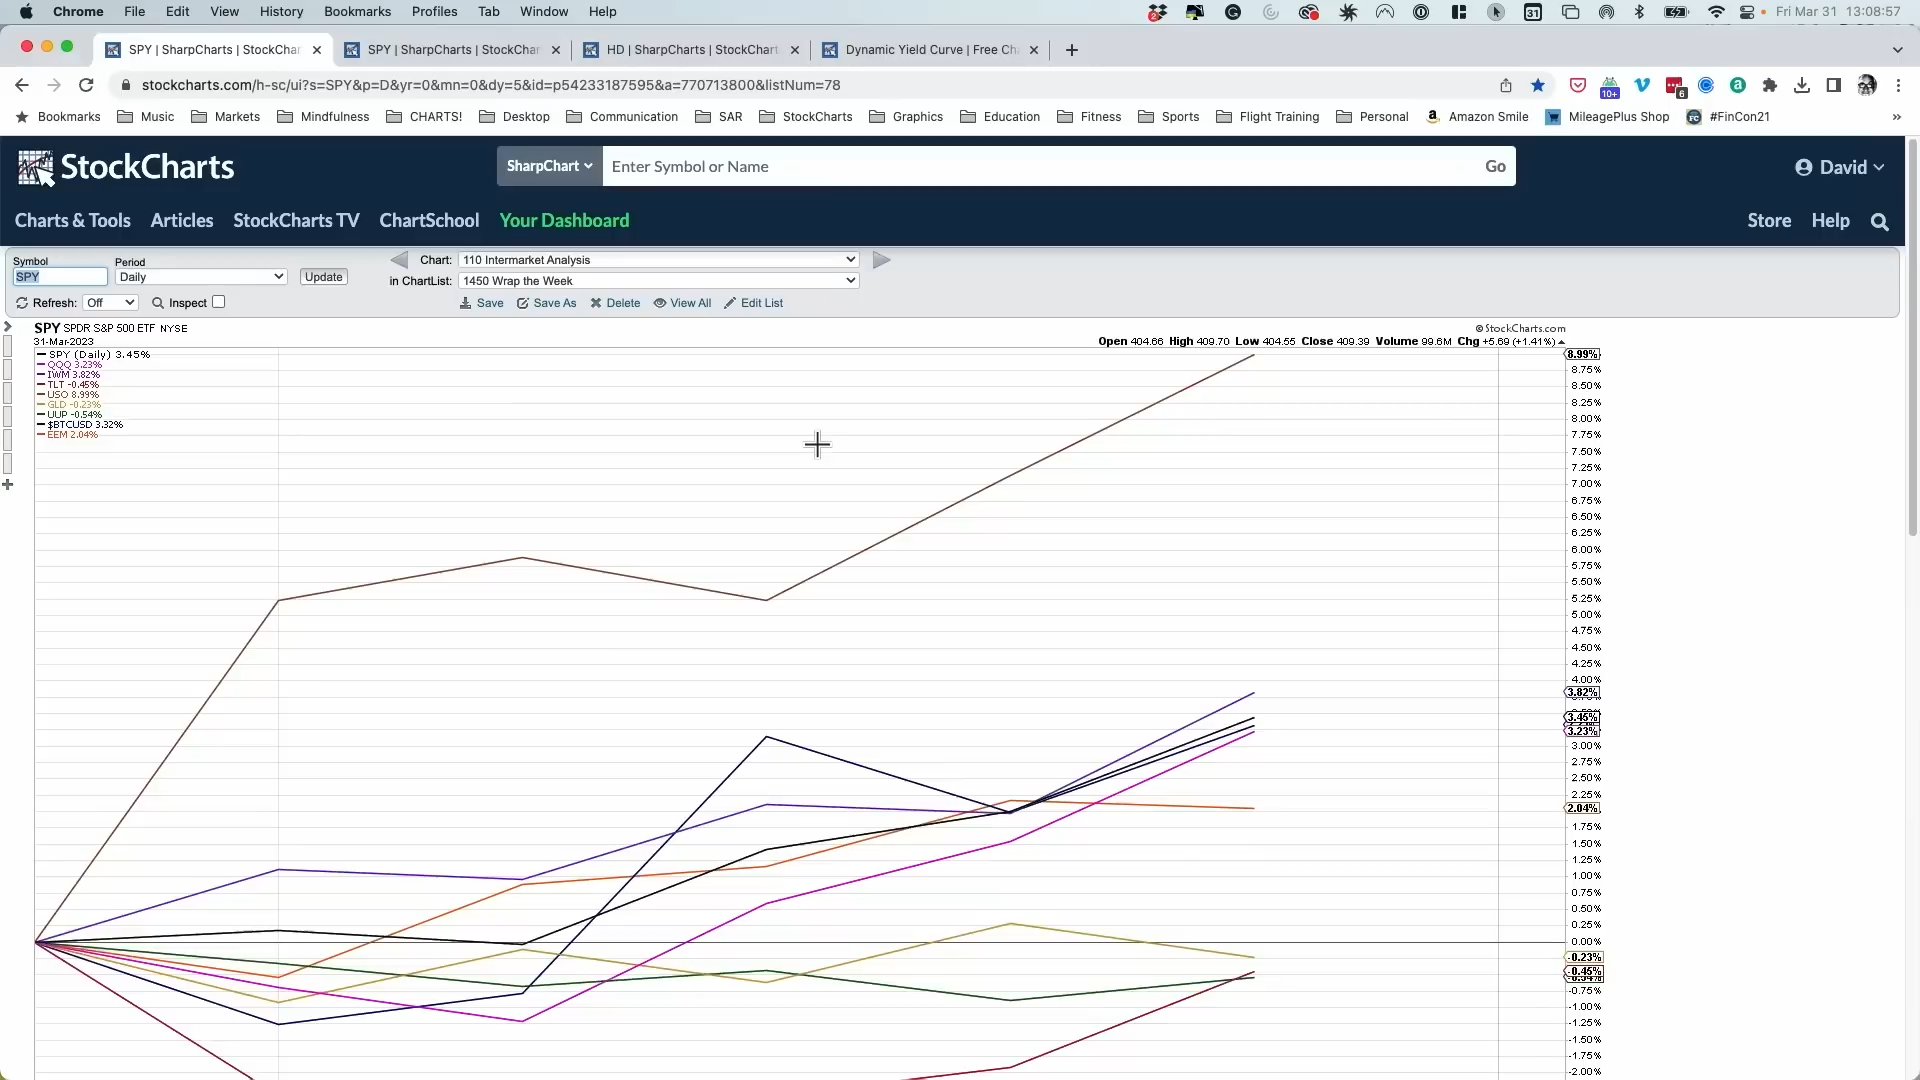 Chrome File Edit View History Bookmarks Profiles Tab Window Help 2 31 Fri Mar 31 13:08:57
SPY | SharpCharts | StockChar SPY | SharpCharts | StockChar HD | SharpCharts | StockCharts Dynamic Yield Curve | Free Ch
stockcharts.com/h-sc/ui?s=SPY&p=D&yr=0&mn=0&dy=5&id=p54233187595&a=770713800&listNum=78 10+ 6
Bookmarks Music Markets Mindfulness CHARTS! Desktop Communication SAR StockCharts Graphics Education Fitness Sports Flight Training Personal Amazon Smile MileagePlus Shop #FinCon21 »
StockCharts SharpChart Enter Symbol or Name Go David
Charts & Tools Articles StockCharts TV ChartSchool Your Dashboard Store Help
Symbol Period Chart: 110 Intermarket Analysis
SPY Daily Update in ChartList: 1450 Wrap the Week
Refresh: Off Inspect Save Save As Delete View All Edit List
SPY SPDR S&P 500 ETF NYSE © StockCharts.com
31-Mar-2023 Open 404.66 High 409.70 Low 404.55 Close 409.39 Volume 99.6M Chg +5.69 (+1.41%)
SPY (Daily) 3.45%
QQQ 3.23%
IWM 3.82%
TLT -0.45%
USO 8.99%
GLD -0.23%
UUP -0.54%
$BTCUSD 3.32%
EEM 2.04%
8.99%
8.75%
8.50%
8.25%
8.00%
7.75%
7.50%
7.25%
7.00%
6.75%
6.50%
6.25%
6.00%
5.75%
5.50%
5.25%
5.00%
4.75%
4.50%
4.25%
4.00%
3.82%
3.45%
3.23%
3.00%
2.75%
2.50%
2.25%
2.04%
1.75%
1.50%
1.25%
1.00%
0.75%
0.50%
0.25%
0.00%
-0.23%
-0.45%
-0.75%
-1.00%
-1.25%
-1.50%
-1.75%
-2.00%